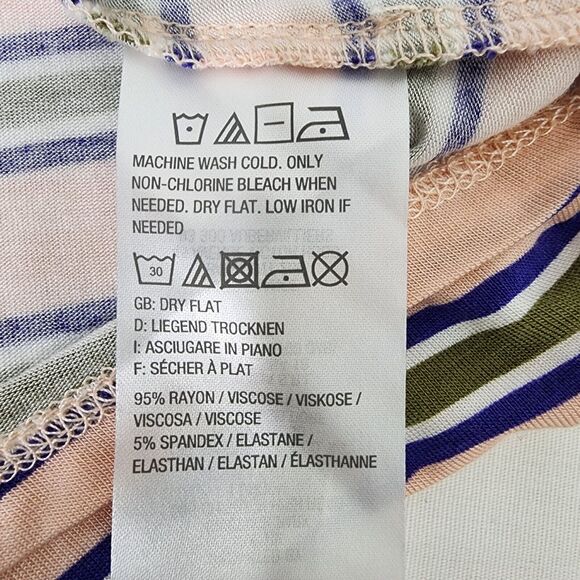 MACHINE WASH COLD. ONLY
NON-CHLORINE BLEACH WHEN
NEEDED. DRY FLAT. LOW IRON IF
NEEDED
30
GB: DRY FLAT
D: LIEGEND TROCKNEN
I: ASCIUGARE IN PIANO
F: SÉCHER À PLAT
95% RAYON / VISCOSE / VISKOSE /
VISCOSA / VISCOSE
5% SPANDEX / ELASTANE /
ELASTHAN / ELASTAN / ÉLASTHANNE